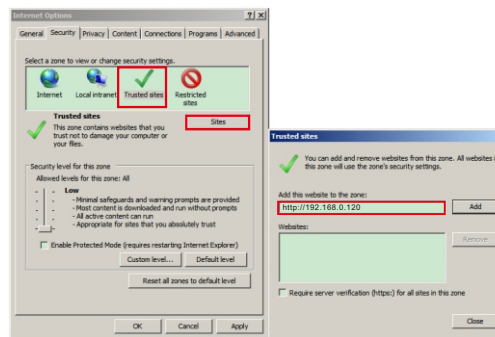 Internet Options
General Security Privacy Content Connections Programs Advanced
Select a zone to view or change security settings.
Internet Local intranet Trusted sites Restricted sites
Trusted sites
This zone contains websites that you
trust not to damage your computer or
your files.
Sites
Security level for this zone
Allowed levels for this zone: All
Low
- Minimal safeguards and warning prompts are provided
- Most content is downloaded and run without prompts
- All active content can run
- Appropriate for sites that you absolutely trust
Enable Protected Mode (requires restarting Internet Explorer)
Custom level... Default level
Reset all zones to default level
OK Cancel Apply
Trusted sites
You can add and remove websites from this zone. All websites in
this zone will use the zone's security settings.
Add this website to the zone:
http://192.168.0.120 Add
Websites:
Remove
Require server verification (https:) for all sites in this zone
Close